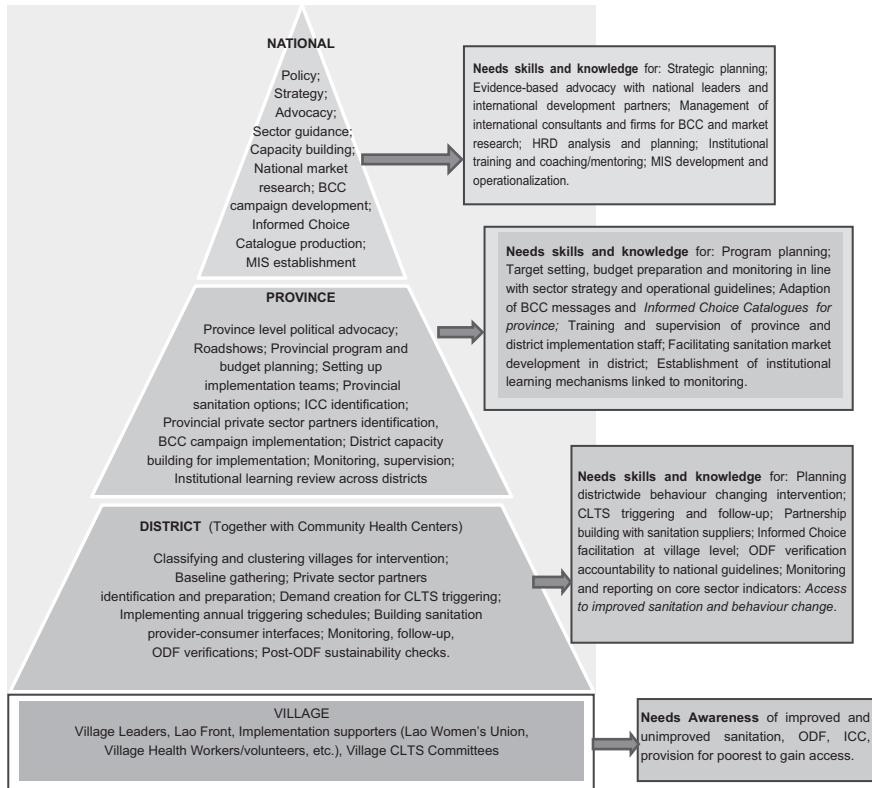 NATIONAL
Policy;
Strategy;
Advocacy;
Sector guidance;
Capacity building;
National market
research; BCC
campaign development;
Informed Choice
Catalogue production;
MIS establishment
Needs skills and knowledge for: Strategic planning;
Evidence-based advocacy with national leaders
and international development partners; Management of
international consultants and firms for BCC and market
research; HRD analysis and planning; Institutional
training and coaching/mentoring; MIS development and
operationalization.
PROVINCE
Province level political advocacy;
Roadshows; Provincial program and
budget planning; Setting up
implementation teams; Provincial
sanitation options; ICC identification;
Provincial private sector partners identification,
BCC campaign implementation; District capacity
building for implementation; Monitoring, supervision;
Institutional learning review across districts
Needs skills and knowledge for: Program planning;
Target setting, budget preparation and monitoring in line
with sector strategy and operational guidelines; Adaption
of BCC messages and Informed Choice Catalogues for
province; Training and supervision of province and
district implementation staff; Facilitating sanitation market
development in district; Establishment of institutional
learning mechanisms linked to monitoring.
DISTRICT (Together with Community Health Centers)
Classifying and clustering villages for intervention;
Baseline gathering; Private sector partners
identification and preparation; Demand creation for CLTS triggering;
Implementing annual triggering schedules; Building sanitation
provider-consumer interfaces; Monitoring, follow-up,
ODF verifications; Post-ODF sustainability checks.
Needs skills and knowledge for: Planning
districtwide behaviour changing intervention;
CLTS triggering and follow-up; Partnership
building with sanitation suppliers; Informed Choice
facilitation at village level; ODF verification
accountability to national guidelines; Monitoring
and reporting on core sector indicators: Access
to improved sanitation and behaviour change.
VILLAGE
Village Leaders, Lao Front, Implementation supporters (Lao Women's Union,
Village Health Workers/volunteers, etc.), Village CLTS Committees
Needs Awareness of improved and
unimproved sanitation, ODF, ICC,
provision for poorest to gain access.